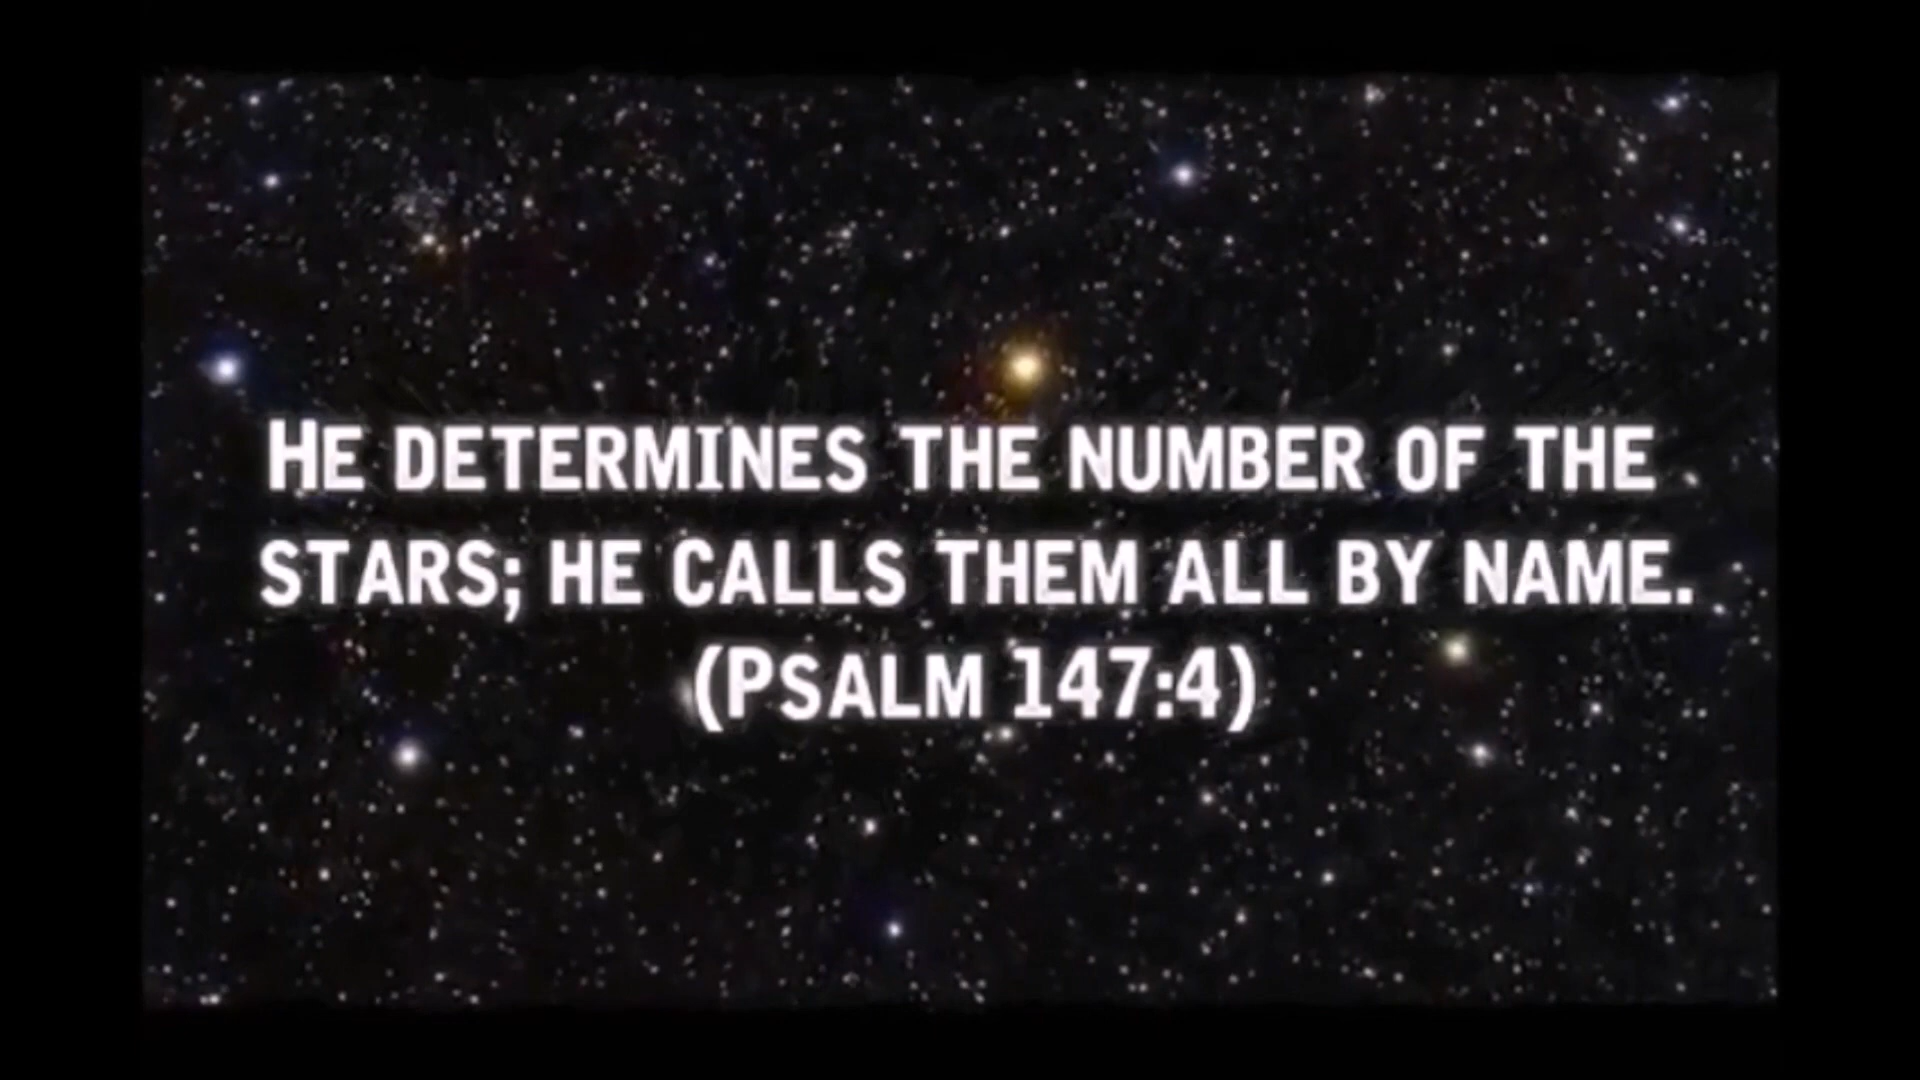 He determines the number of the
stars; he calls them all by name.
(Psalm 147:4)